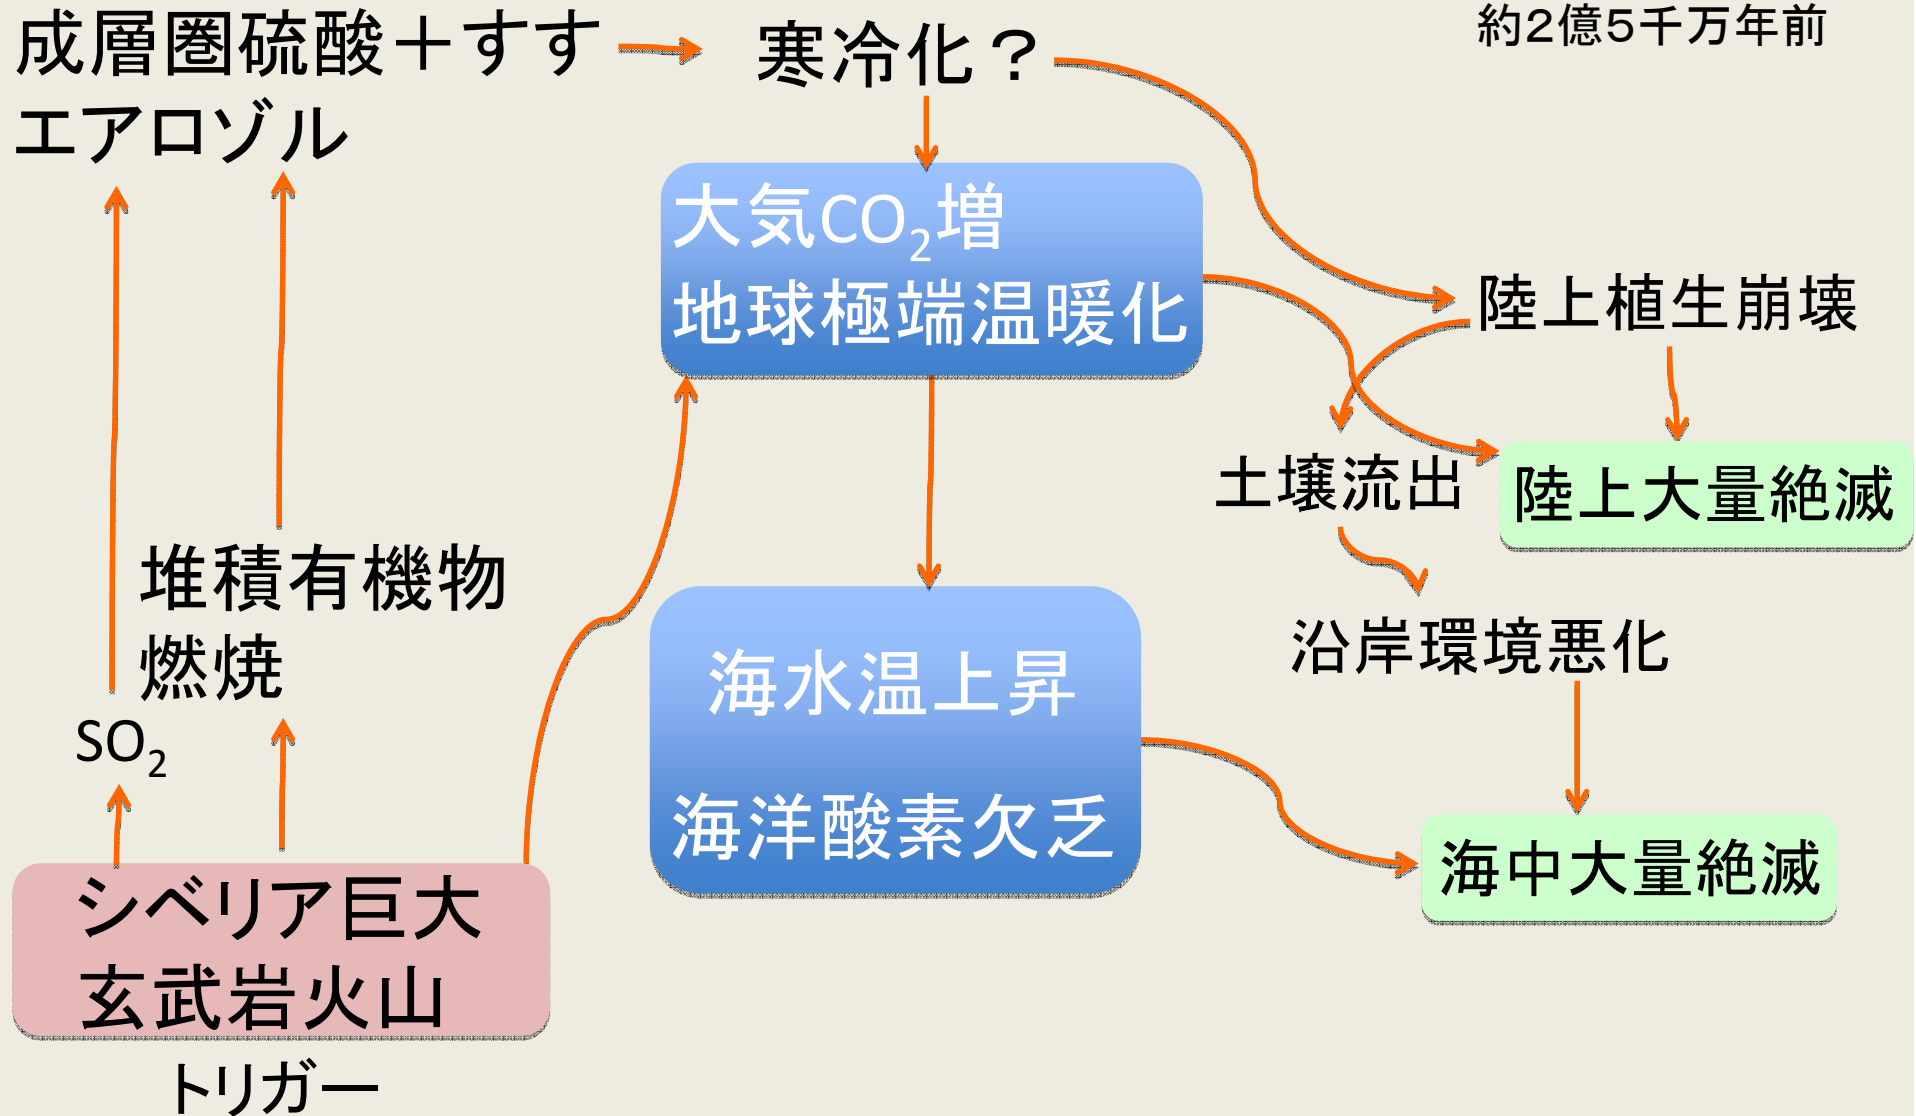 成層圏硫酸＋すす
エアロゾル
寒冷化？
約２億５千万年前
大気CO₂増
地球極端温暖化
陸上植生崩壊
土壌流出
陸上大量絶滅
堆積有機物
燃焼
SO₂
海水温上昇
海洋酸素欠乏
沿岸環境悪化
海中大量絶滅
シベリア巨大
玄武岩火山
トリガー